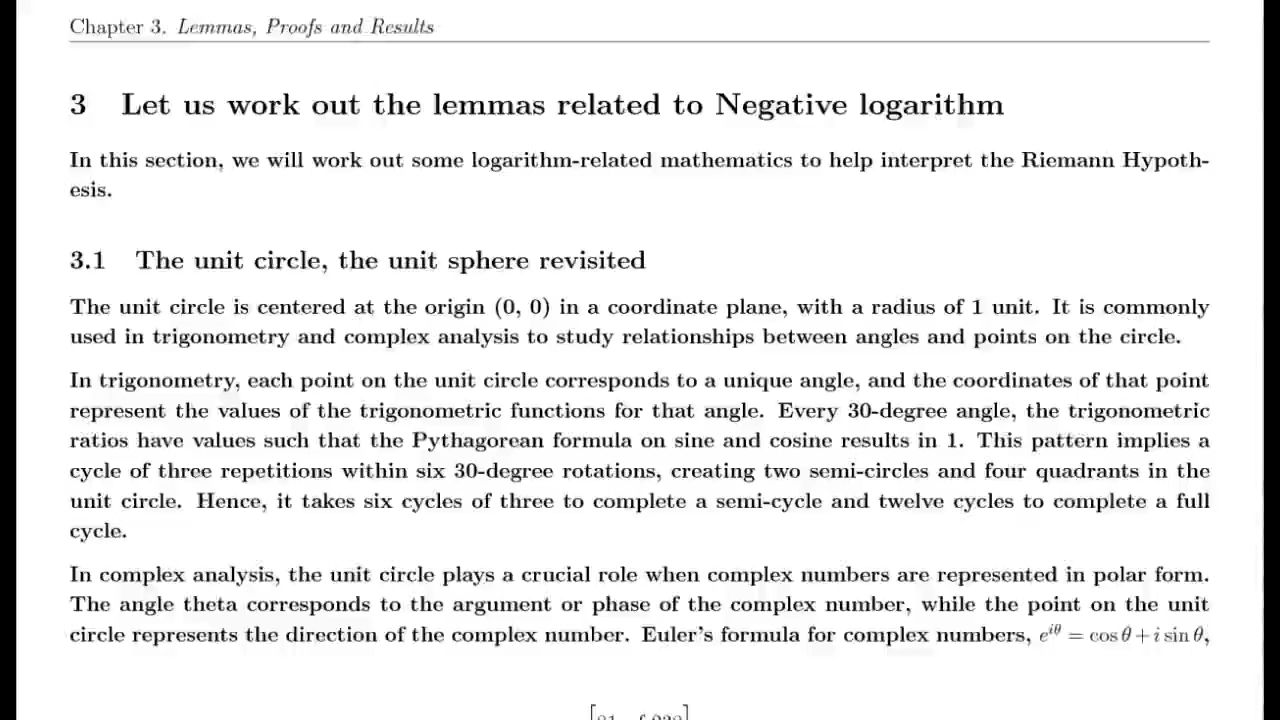 Chapter 3. Lemmas, Proofs and Results
3 Let us work out the lemmas related to Negative logarithm
In this section, we will work out some logarithm-related mathematics to help interpret the Riemann Hypoth-
esis.
3.1 The unit circle, the unit sphere revisited
The unit circle is centered at the origin (0, 0) in a coordinate plane, with a radius of 1 unit. It is commonly
used in trigonometry and complex analysis to study relationships between angles and points on the circle.
In trigonometry, each point on the unit circle corresponds to a unique angle, and the coordinates of that point
represent the values of the trigonometric functions for that angle. Every 30-degree angle, the trigonometric
ratios have values such that the Pythagorean formula on sine and cosine results in 1. This pattern implies a
cycle of three repetitions within six 30-degree rotations, creating two semi-circles and four quadrants in the
unit circle. Hence, it takes six cycles of three to complete a semi-cycle and twelve cycles to complete a full
cycle.
In complex analysis, the unit circle plays a crucial role when complex numbers are represented in polar form.
The angle theta corresponds to the argument or phase of the complex number, while the point on the unit
circle represents the direction of the complex number. Euler's formula for complex numbers, e^{iθ} = cos θ + i sin θ,